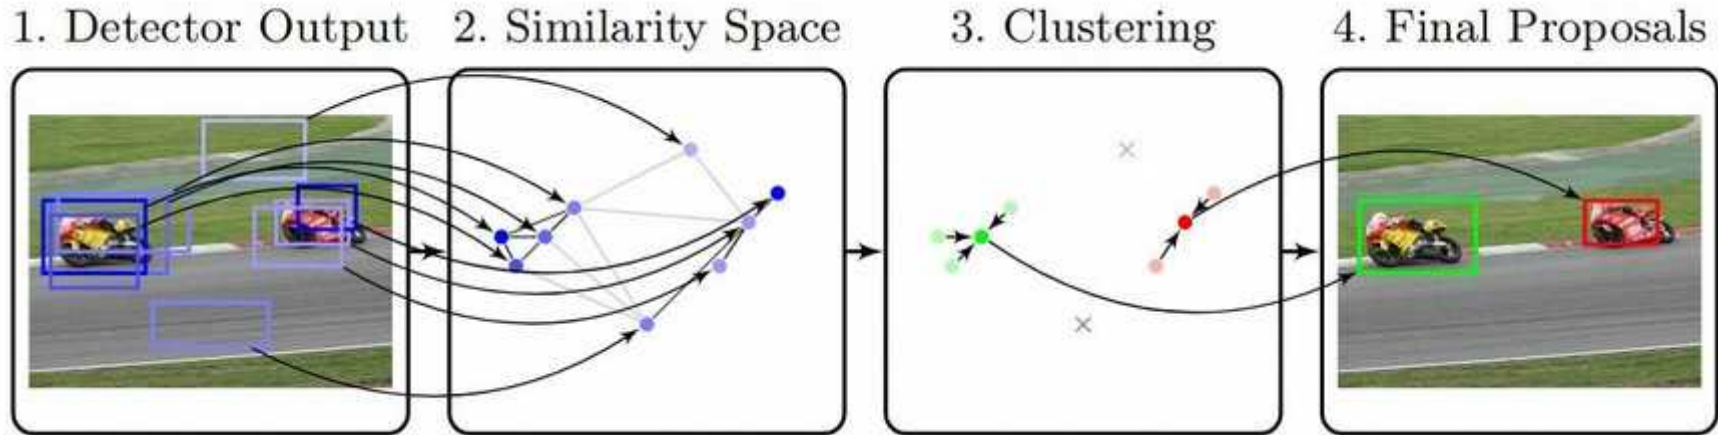 1. Detector Output 2. Similarity Space 3. Clustering 4. Final Proposals